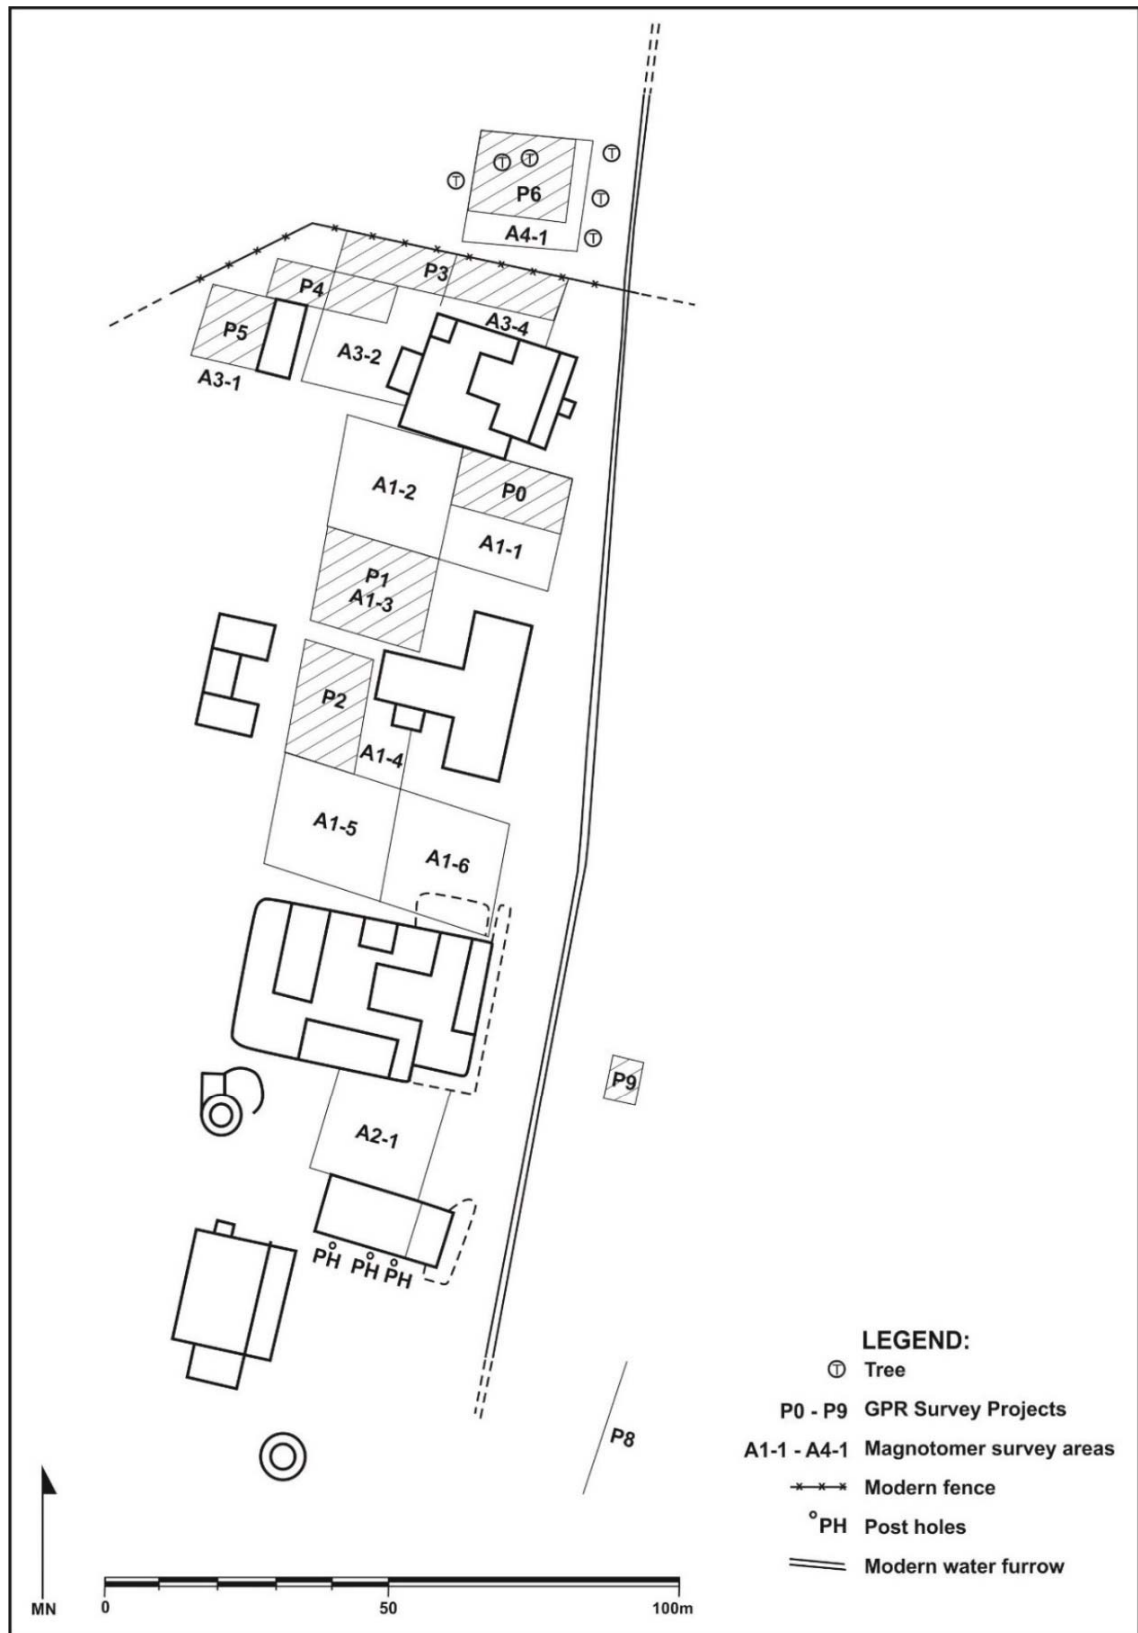 T
T
T
P6
T
T
T
A4-1
P3
P4
P5
A3-4
A3-2
A3-1
A1-2
P0
A1-1
P1
A1-3
P2
A1-4
A1-5
A1-6
P9
A2-1
PH
PH
PH
P8
LEGEND:
T Tree
P0 - P9 GPR Survey Projects
A1-1 - A4-1 Magnotomer survey areas
Modern fence
PH Post holes
Modern water furrow
MN
0 50 100m